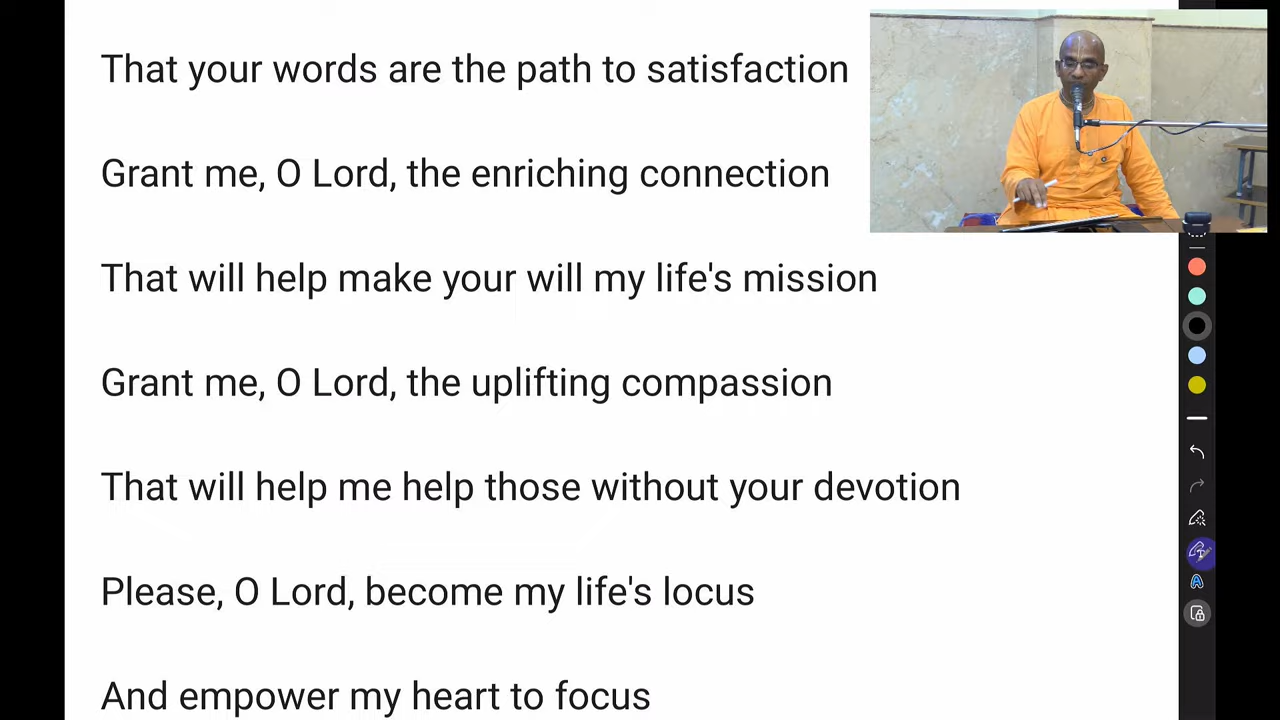 That your words are the path to satisfaction
Grant me, O Lord, the enriching connection
That will help make your will my life's mission
Grant me, O Lord, the uplifting compassion
That will help me help those without your devotion
Please, O Lord, become my life's locus
And empower my heart to focus